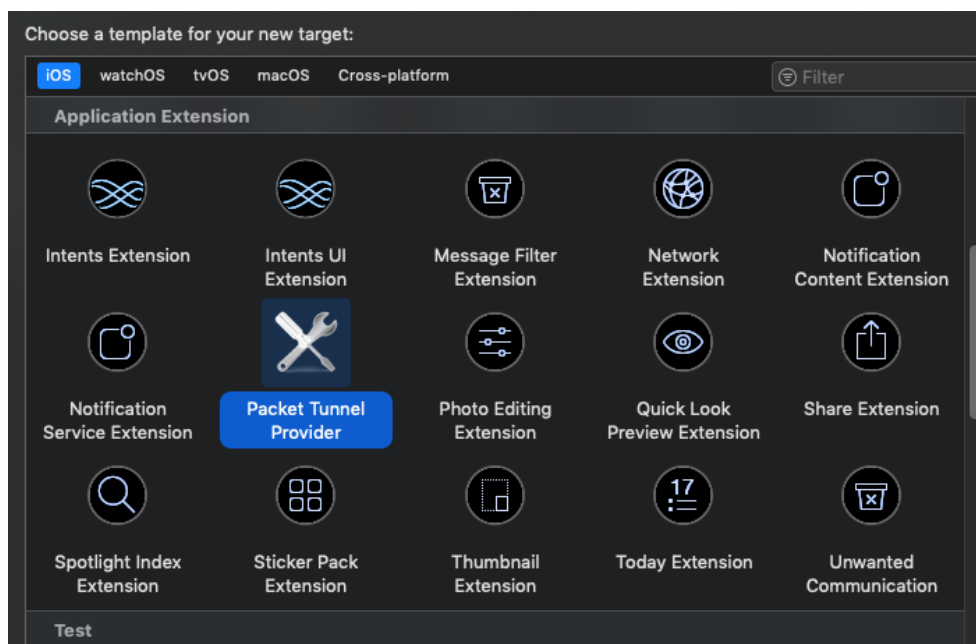 Choose a template for your new target:
iOS watchOS tvOS macOS Cross-platform Filter
Application Extension
Intents Extension
Intents UI
Extension
Message Filter
Extension
Network
Extension
Notification
Content Extension
Notification
Service Extension
Packet Tunnel
Provider
Photo Editing
Extension
Quick Look
Preview Extension
Share Extension
17
Spotlight Index
Extension
Sticker Pack
Extension
Thumbnail
Extension
Today Extension
Unwanted
Communication
Test